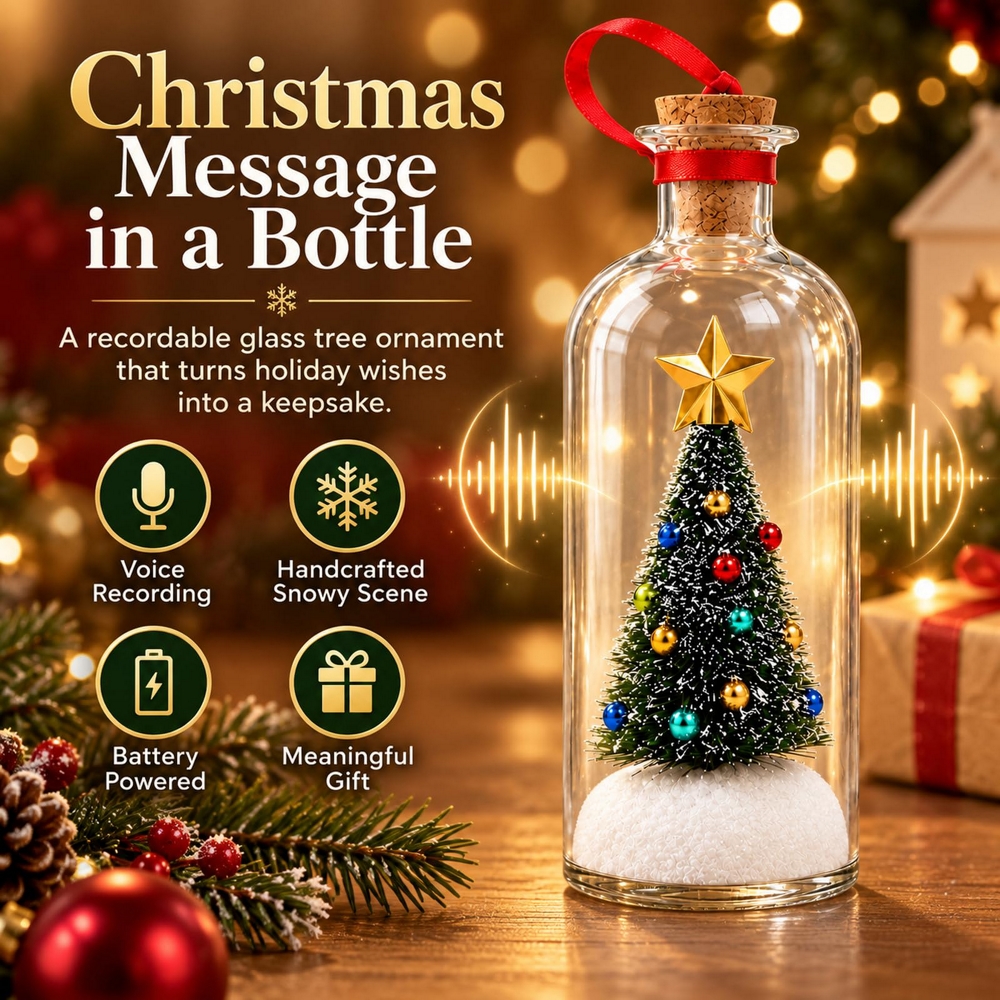 Christmas
Message
in a Bottle
A recordable glass tree ornament
that turns holiday wishes
into a keepsake.
Voice
Recording
Handcrafted
Snowy Scene
Battery
Powered
Meaningful
Gift